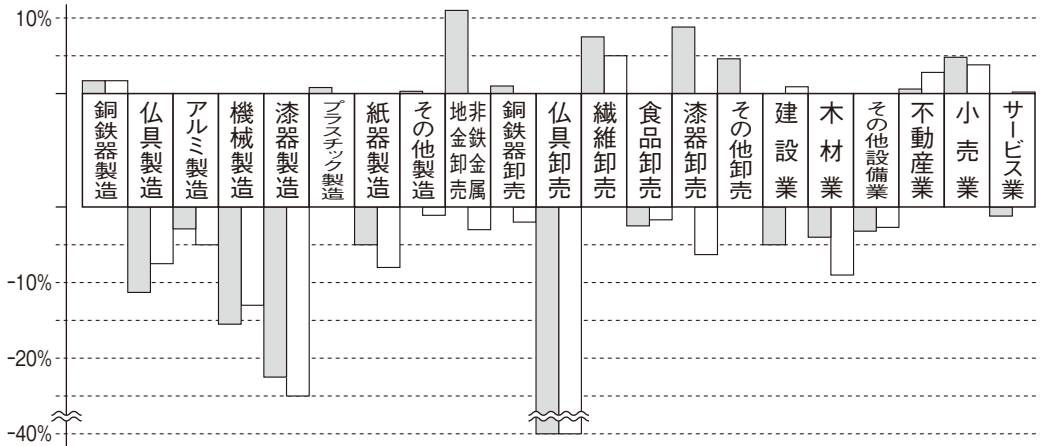 10%
銅鉄器製造
仏具製造
アルミ製造
機械製造
漆器製造
プラスチック製造
紙器製造
その他製造
非鉄金属
地金卸売
銅鉄器卸売
仏具卸売
繊維卸売
食品卸売
漆器卸売
その他卸売
建設業
木材業
その他設備業
不動産業
小売業
サービス業
-10%
-20%
-40%